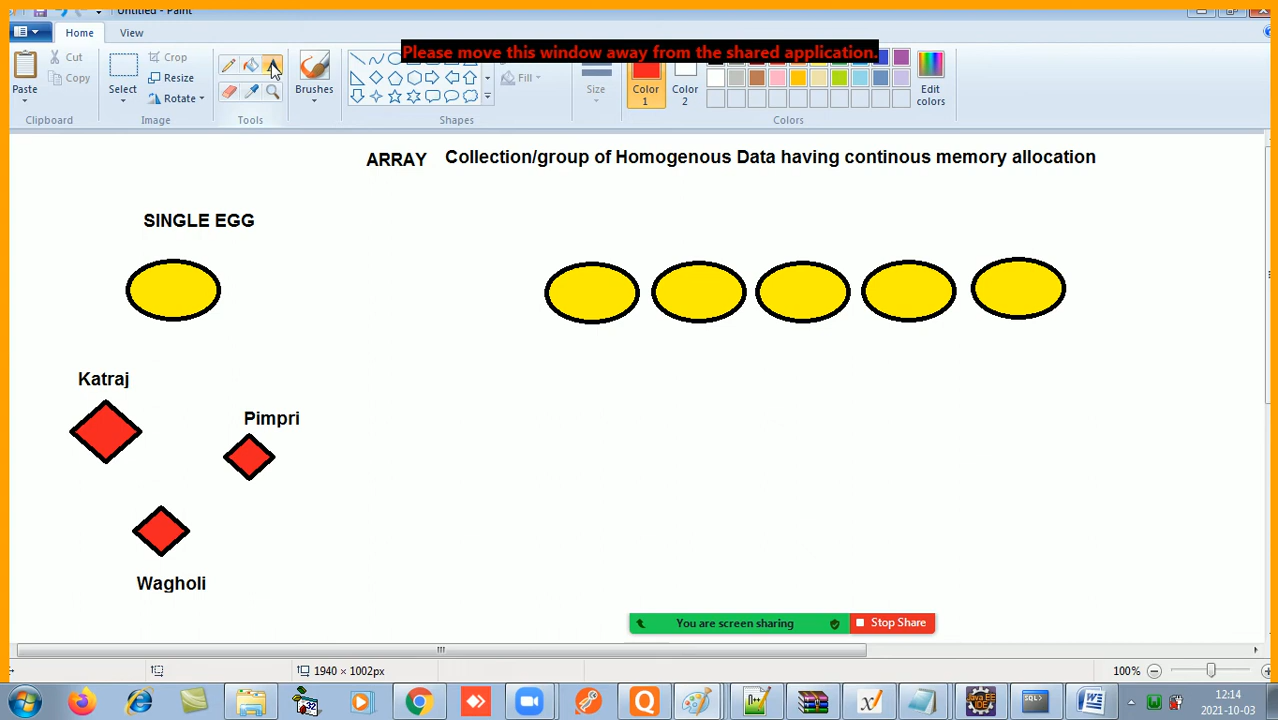 Untitled - Paint
Home View
Please move this window away from the shared application.
Cut
Copy
Paste
Clipboard
Select
Crop
Resize
Rotate
Image
Tools
Brushes
Fill
Shapes
Size
Color 1
Color 2
Edit colors
Colors
ARRAY Collection/group of Homogenous Data having continous memory allocation
SINGLE EGG
Katraj
Pimpri
Wagholi
You are screen sharing Stop Share
1940 × 1002px
100%
12:14
2021-10-03